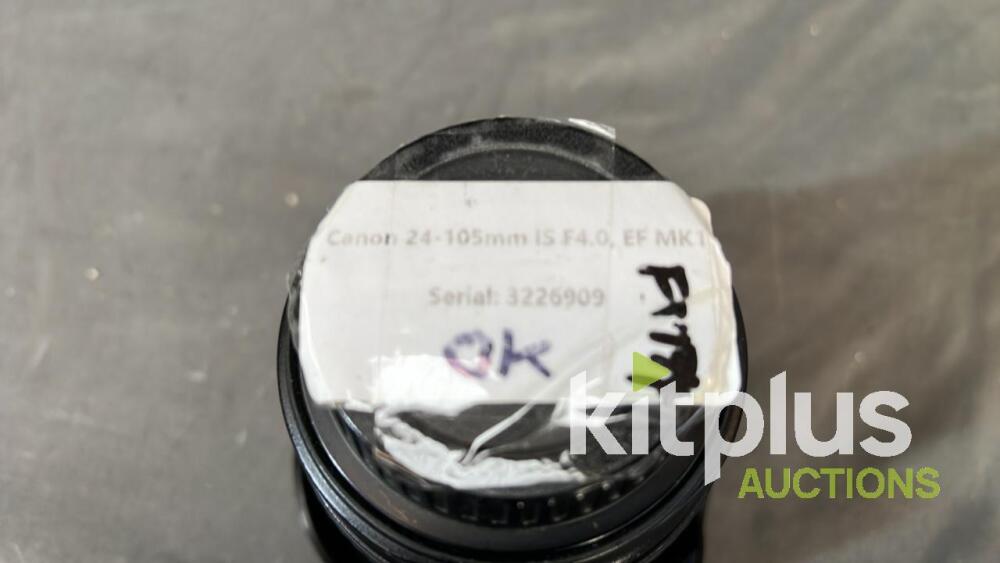 Canon 24-105mm IS F4.0, EF MK1
Serial: 3226909
OK
kitplus
AUCTIONS